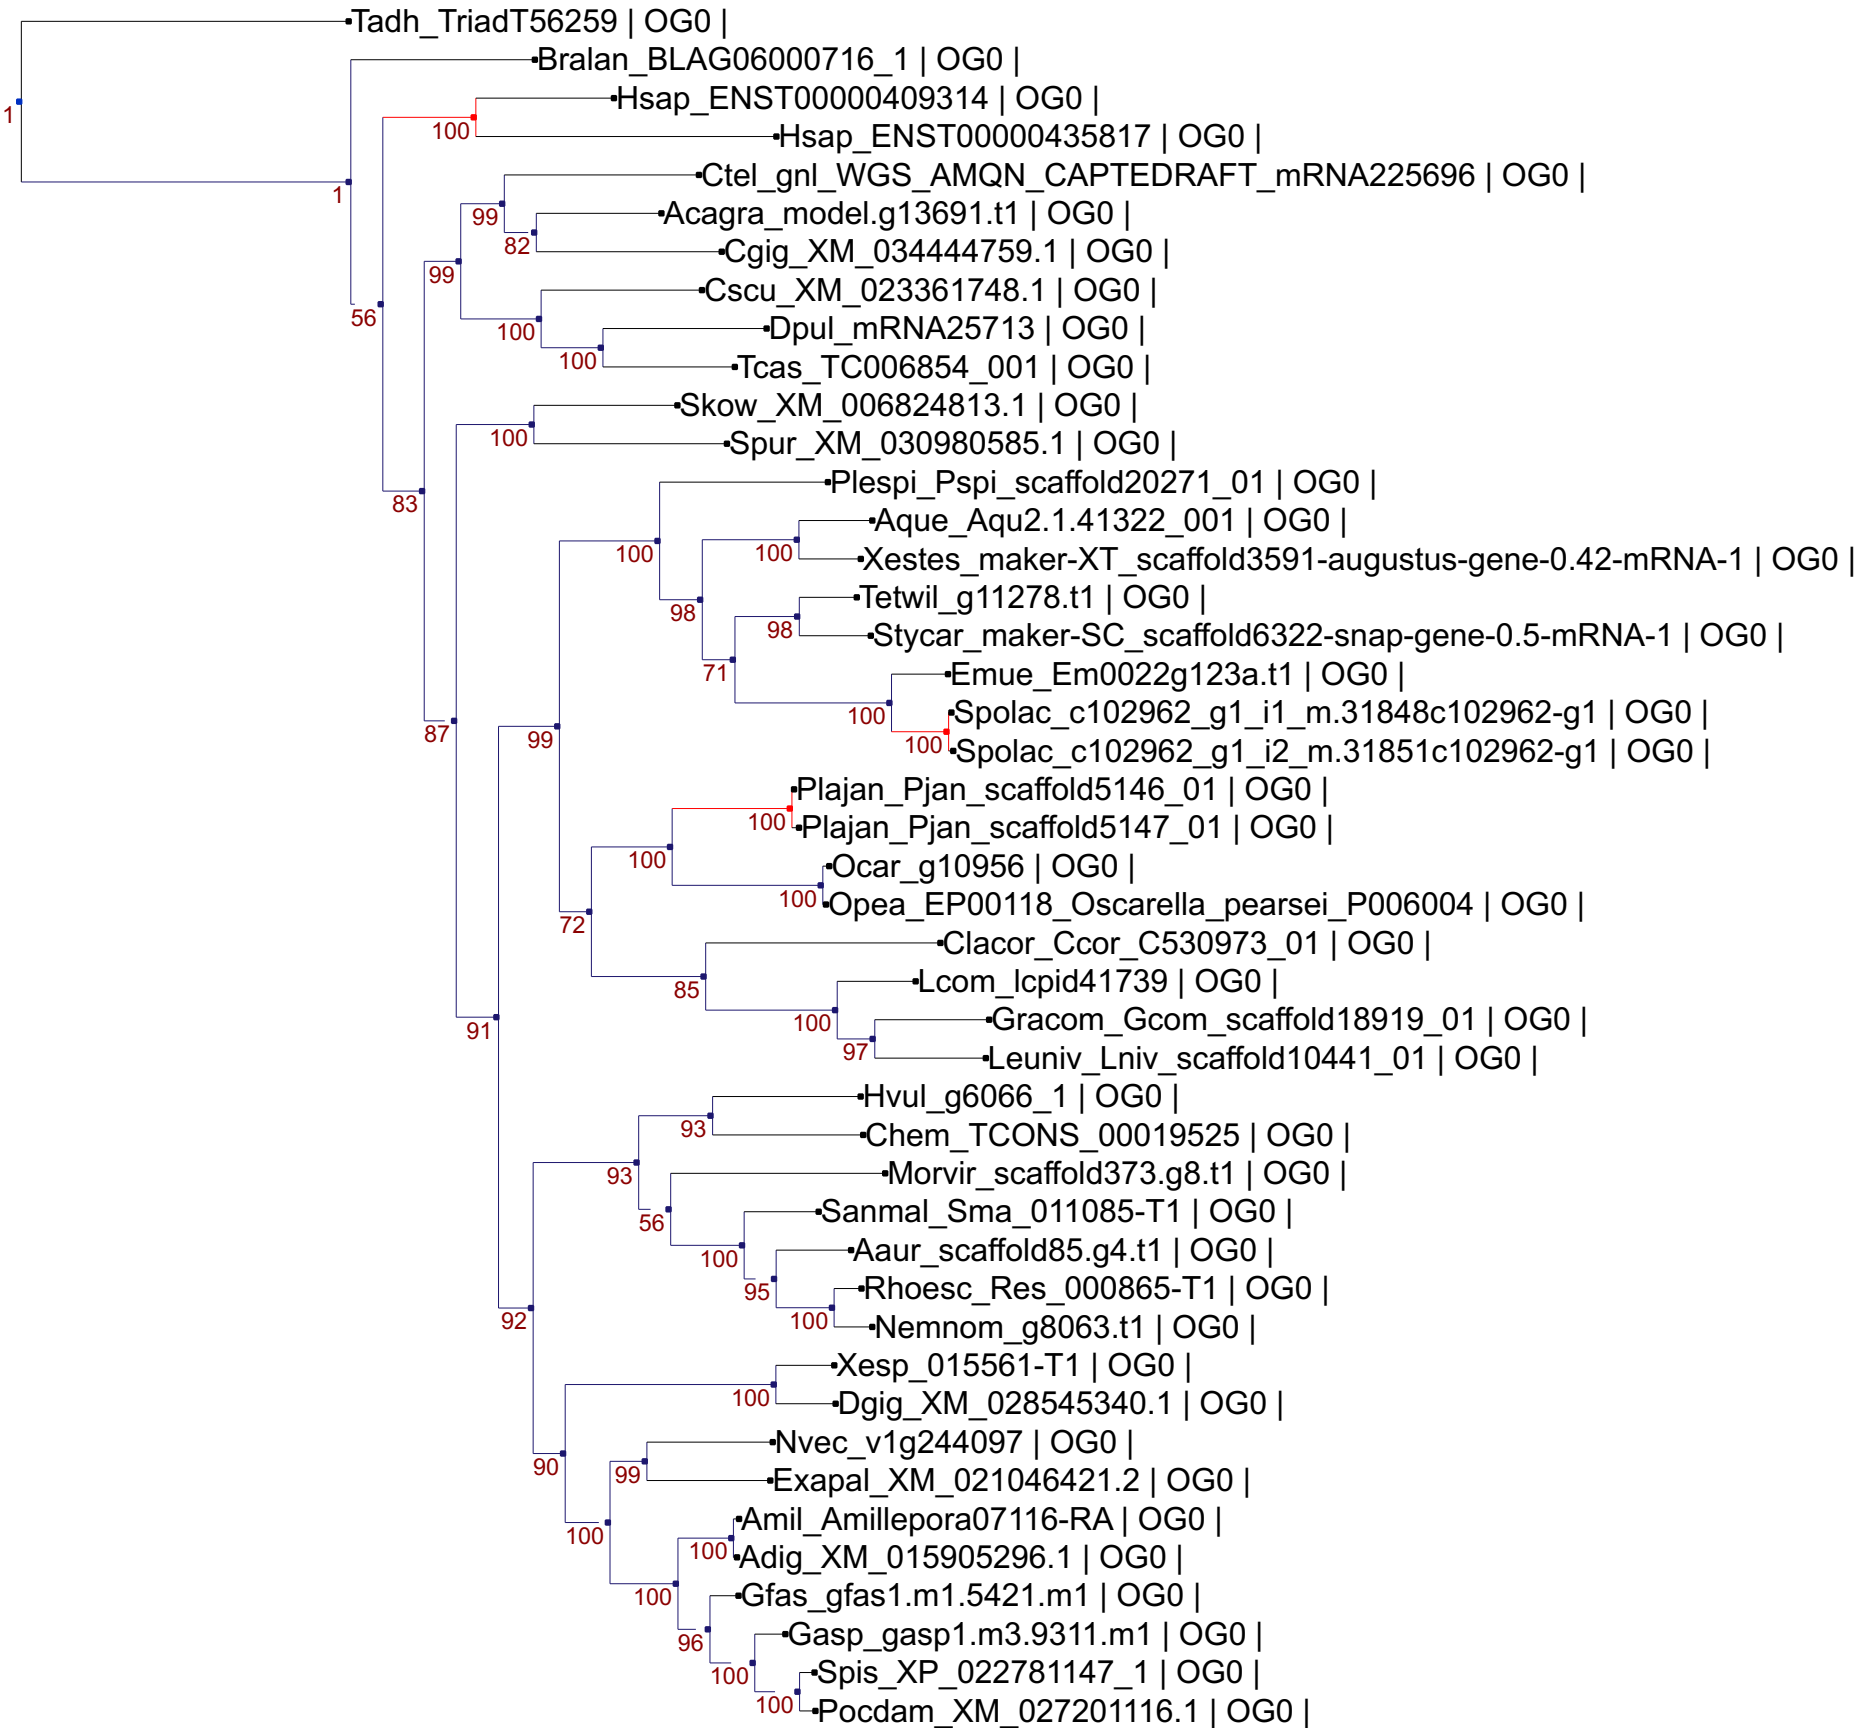 Tadh_TriadT56259 | OG0 |
Bralan_BLAG06000716_1 | OG0 |
Hsap_ENST00000409314 | OG0 |
1
100
Hsap_ENST00000435817 | OG0 |
Ctel_gnl_WGS_AMQN_CAPTEDRAFT_mRNA225696 | OG0 |
1
Acagra_model.g13691.t1 | OG0 |
99
82
Cgig_XM_034444759.1 | OG0 |
99
Cscu_XM_023361748.1 | OG0 |
56
Dpul_mRNA25713 | OG0 |
100
100
Tcas_TC006854_001 | OG0 |
Skow_XM_006824813.1 | OG0 |
100
Spur_XM_030980585.1 | OG0 |
Plespi_Pspi_scaffold20271_01 | OG0 |
83
Aque_Aqu2.1.41322_001 | OG0 |
100
100
Xestes_maker-XT_scaffold3591-augustus-gene-0.42-mRNA-1 | OG0 |
Tetwil_g11278.t1 | OG0 |
98
98
Stycar_maker-SC_scaffold6322-snap-gene-0.5-mRNA-1 | OG0 |
71
Emue_Em0022g123a.t1 | OG0 |
100
Spolac_c102962_g1_i1_m.31848c102962-g1 | OG0 |
87
99
100
Spolac_c102962_g1_i2_m.31851c102962-g1 | OG0 |
Plajan_Pjan_scaffold5146_01 | OG0 |
100
Plajan_Pjan_scaffold5147_01 | OG0 |
100
Ocar_g10956 | OG0 |
100
Opea_EP00118_Oscarella_pearsei_P006004 | OG0 |
72
Clacor_Ccor_C530973_01 | OG0 |
Lcom_lcpid41739 | OG0 |
85
Gracom_Gcom_scaffold18919_01 | OG0 |
100
91
97
Leuniv_Lniv_scaffold10441_01 | OG0 |
Hvul_g6066_1 | OG0 |
93
Chem_TCONS_00019525 | OG0 |
Morvir_scaffold373.g8.t1 | OG0 |
93
Sanmal_Sma_011085-T1 | OG0 |
56
Aaur_scaffold85.g4.t1 | OG0 |
100
Rhoesc_Res_000865-T1 | OG0 |
95
92
100
Nemnom_g8063.t1 | OG0 |
Xesp_015561-T1 | OG0 |
100
Dgig_XM_028545340.1 | OG0 |
Nvec_v1g244097 | OG0 |
90
99
Exapal_XM_021046421.2 | OG0 |
Amil_Amillepora07116-RA | OG0 |
100
100
Adig_XM_015905296.1 | OG0 |
Gfas_gfas1.m1.5421.m1 | OG0 |
100
Gasp_gasp1.m3.9311.m1 | OG0 |
96
Spis_XP_022781147_1 | OG0 |
100
100
Pocdam_XM_027201116.1 | OG0 |